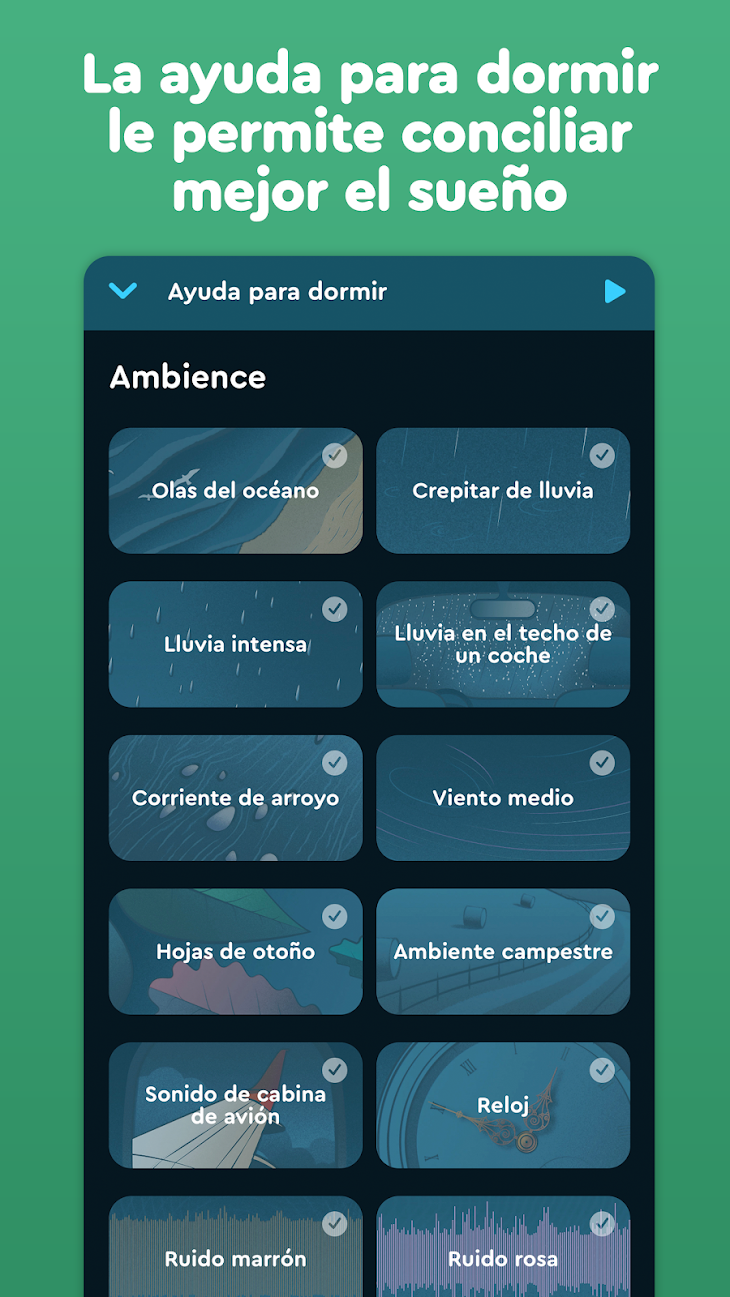 La ayuda para dormir
le permite conciliar
mejor el sueño
Ayuda para dormir
Ambience
Olas del océano
Crepitar de lluvia
Lluvia intensa
Lluvia en el techo de
un coche
Corriente de arroyo
Viento medio
Hojas de otoño
Ambiente campestre
Sonido de cabina
de avión
Reloj
Ruido marrón
Ruido rosa